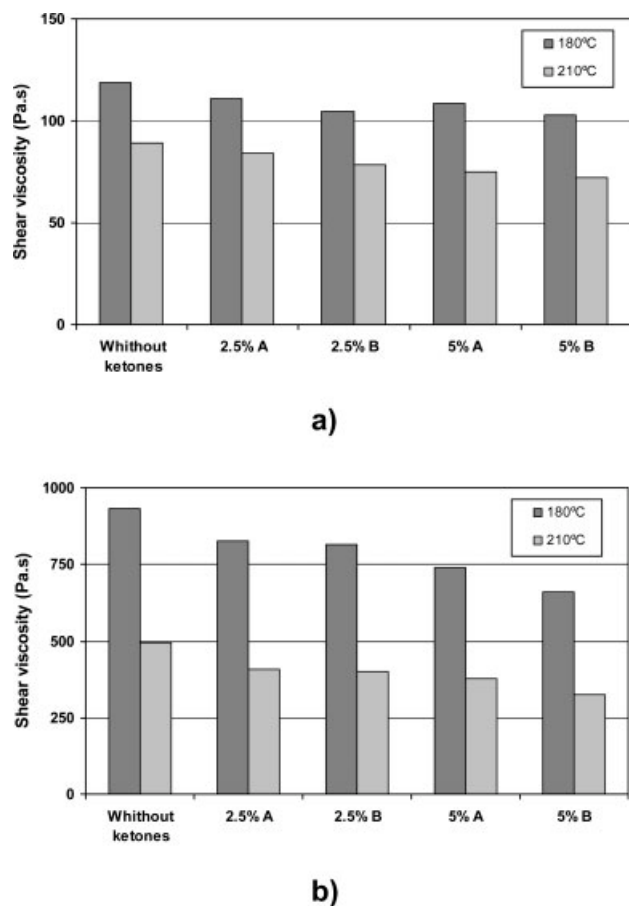 150
180ºC
210ºC
100
50
0
Shear viscosity (Pa.s)
Whithout
ketones
2.5% A
2.5% B
5% A
5% B
a)
1000
180ºC
210ºC
750
500
250
0
Shear viscosity (Pa.s)
Whithout
ketones
2.5% A
2.5% B
5% A
5% B
b)